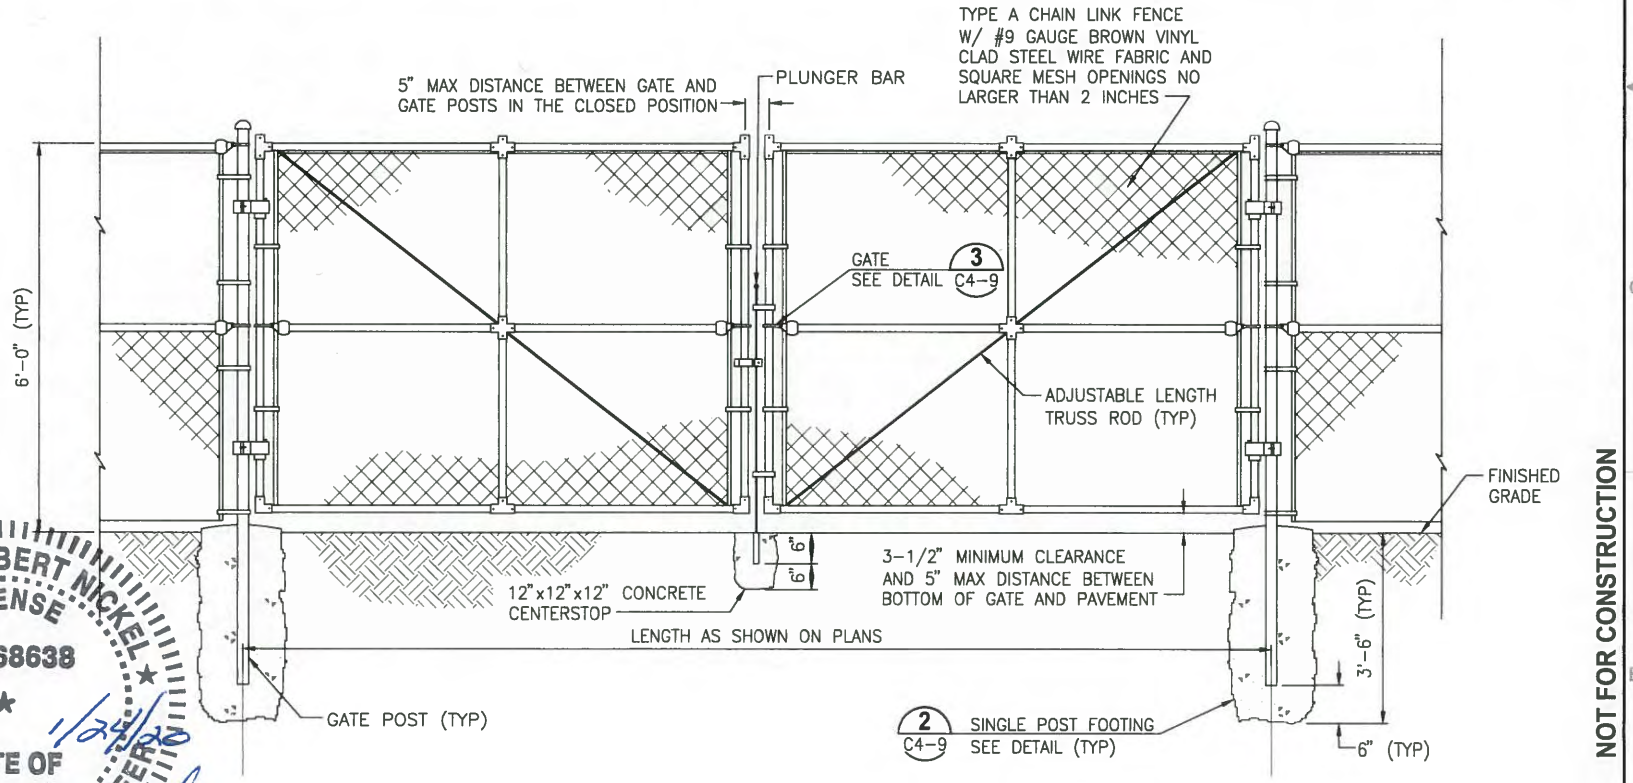 TYPE A CHAIN LINK FENCE
W/ #9 GAUGE BROWN VINYL
CLAD STEEL WIRE FABRIC AND
SQUARE MESH OPENINGS NO
LARGER THAN 2 INCHES
PLUNGER BAR
5" MAX DISTANCE BETWEEN GATE AND
GATE POSTS IN THE CLOSED POSITION
GATE
SEE DETAIL
3
C4-9
6'-0" (TYP)
ADJUSTABLE LENGTH
TRUSS ROD (TYP)
FINISHED
GRADE
6"
6"
3-1/2" MINIMUM CLEARANCE
AND 5" MAX DISTANCE BETWEEN
BOTTOM OF GATE AND PAVEMENT
12"x12"x12" CONCRETE
CENTERSTOP
LENGTH AS SHOWN ON PLANS
3'-6" (TYP)
GATE POST (TYP)
2
C4-9
SINGLE POST FOOTING
SEE DETAIL (TYP)
6" (TYP)
NOT FOR CONSTRUCTION
BERT NICKEL
ENSE
68638
1/24/20
TE OF